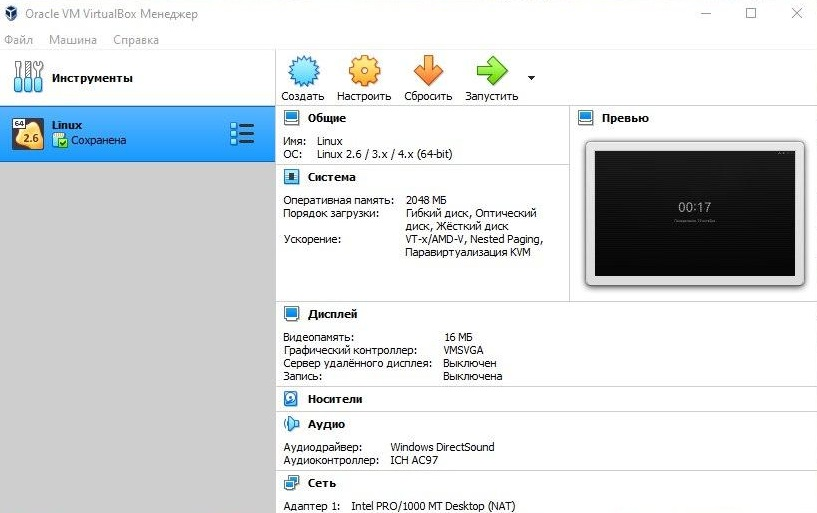 Oracle VM VirtualBox Менеджер
Файл Машина Справка
Инструменты
Создать Настроить Сбросить Запустить
64
2.6
Linux
Сохранена
Общие
Имя: Linux
ОС: Linux 2.6 / 3.x / 4.x (64-bit)
Превью
00:17
Система
Оперативная память: 2048 МБ
Порядок загрузки: Гибкий диск, Оптический
диск, Жёсткий диск
Ускорение: VT-x/AMD-V, Nested Paging,
Паравиртуализация KVM
Дисплей
Видеопамять: 16 МБ
Графический контроллер: VMSVGA
Сервер удалённого дисплея: Выключен
Запись: Выключена
Носители
Аудио
Аудиодрайвер: Windows DirectSound
Аудиоконтроллер: ICH AC97
Сеть
Адаптер 1: Intel PRO/1000 MT Desktop (NAT)